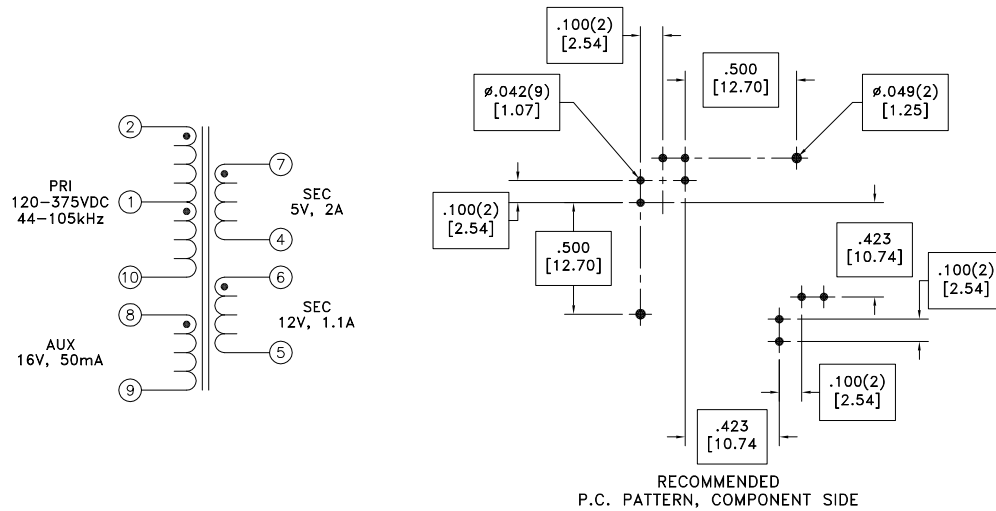 2
PRI
120-375VDC
44-105kHz
1
10
8
AUX
16V, 50mA
9
7
SEC
5V, 2A
4
6
SEC
12V, 1.1A
5
.100(2)
[2.54]
.500
[12.70]
ø.042(9)
[1.07]
ø.049(2)
[1.25]
.100(2)
[2.54]
.500
[12.70]
.423
[10.74]
.100(2)
[2.54]
.100(2)
[2.54]
.423
[10.74
RECOMMENDED
P.C. PATTERN, COMPONENT SIDE